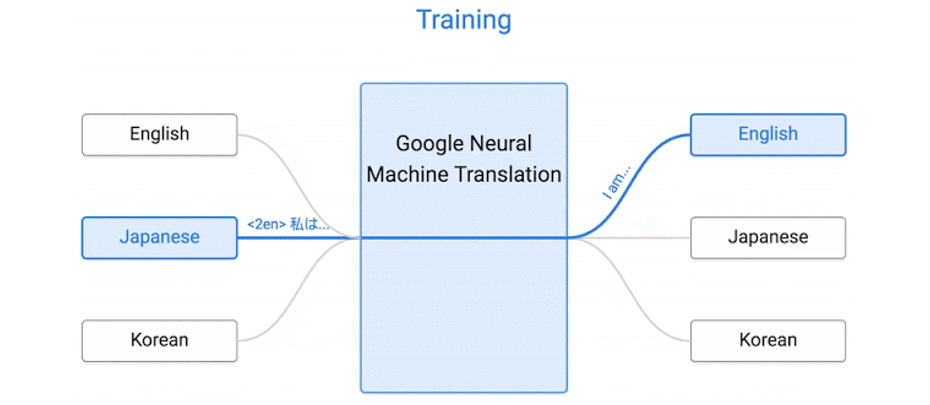 Training
English
Japanese
Korean
<2en> 私は...
Google Neural
Machine Translation
I am...
English
Japanese
Korean